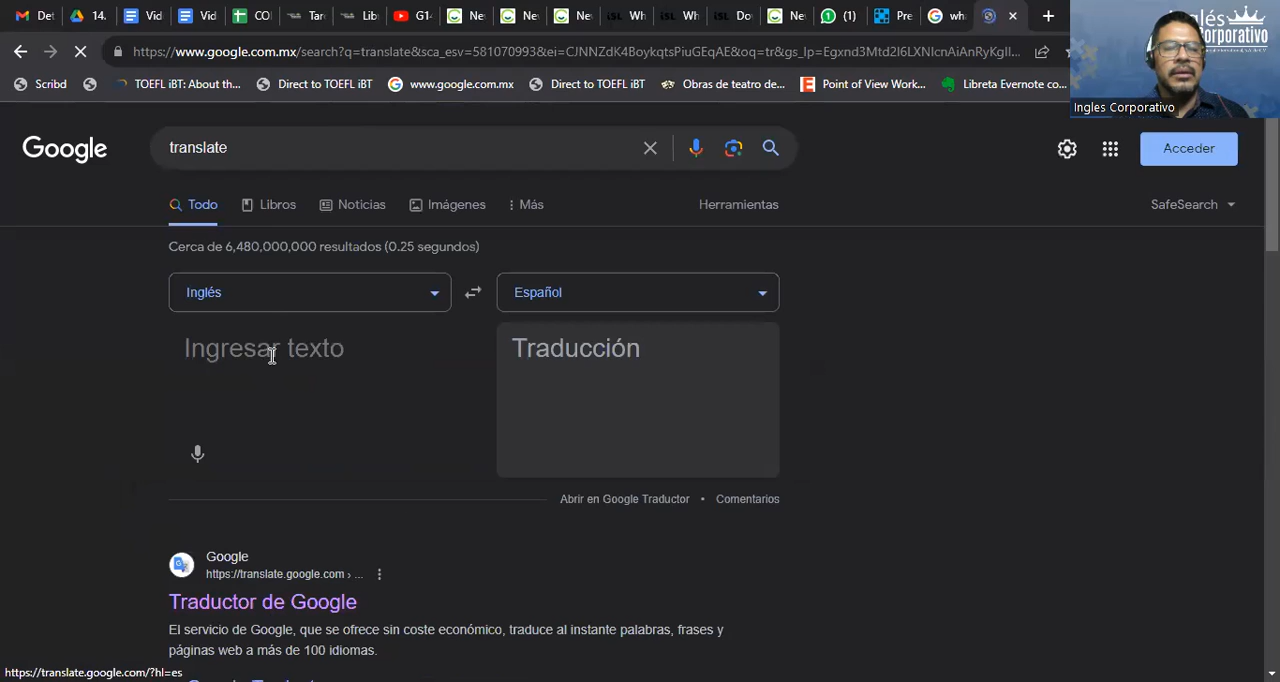 Det
14.
Vid
Vid
CO
Tar
Lib
G1
Ne
Ne
Ne
Wh
Wh
Do
Ne
(1)
Pre
wh
https://www.google.com.mx/search?q=translate&sca_esv=581070993&ei=CJNNZdK4BoykqtsPiuGEqAE&oq=tr&gs_lp=Egxnd3Mtd2l6LXNlcnAiAnRyKgII...
Scribd
TOEFL iBT: About th...
Direct to TOEFL iBT
www.google.com.mx
Direct to TOEFL iBT
Obras de teatro de...
Point of View Work...
Libreta Evernote co...
Inglés
Corporativo
Ingles Corporativo
Google
translate
Acceder
Todo
Libros
Noticias
Imágenes
Más
Herramientas
SafeSearch
Cerca de 6,480,000,000 resultados (0.25 segundos)
Inglés
Español
Ingresar texto
Traducción
Abrir en Google Traductor • Comentarios
Google
https://translate.google.com › ...
Traductor de Google
El servicio de Google, que se ofrece sin coste económico, traduce al instante palabras, frases y
páginas web a más de 100 idiomas.
https://translate.google.com/?hl=es